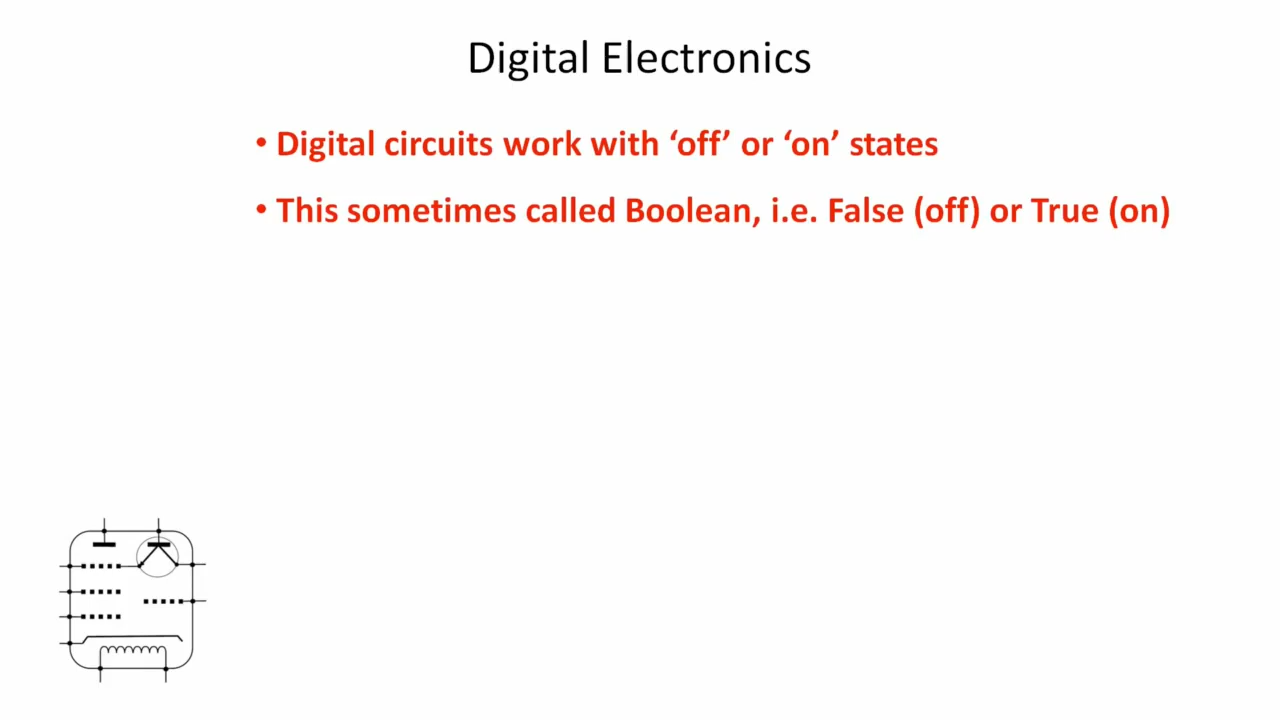 Digital Electronics
• Digital circuits work with ‘off’ or ‘on’ states
• This sometimes called Boolean, i.e. False (off) or True (on)